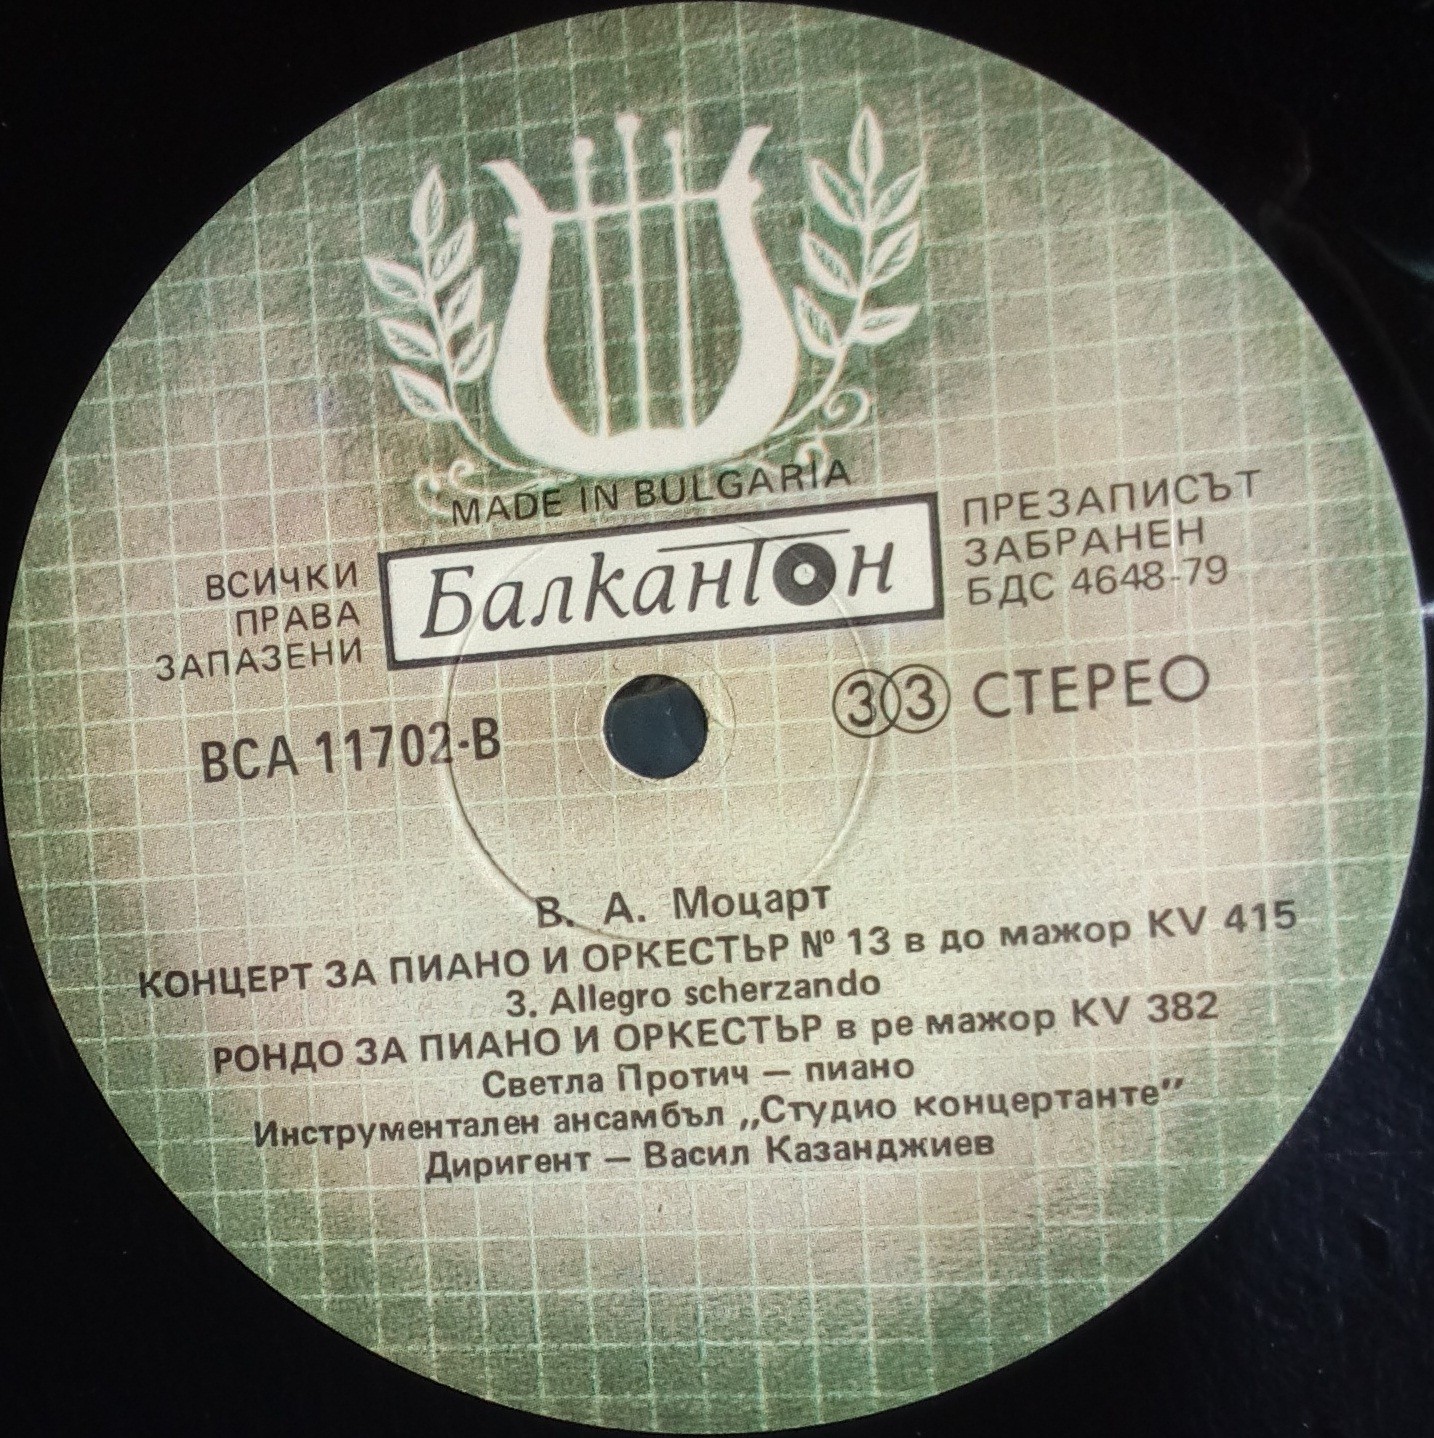 MADE IN BULGARIA
ВСИЧКИ
ПРАВА
ЗАПАЗЕНИ
Балкантон
ПРЕЗАПИСЪТ
ЗАБРАНЕН
БДС 4648-79
ВСА 11702-В
33 СТЕРЕО
В. А. Моцарт
КОНЦЕРТ ЗА ПИАНО И ОРКЕСТЪР № 13 в до мажор KV 415
3. Allegro scherzando
РОНДО ЗА ПИАНО И ОРКЕСТЪР в ре мажор KV 382
Светла Протич — пиано
Инструментален ансамбъл „Студио концертанте”
Диригент — Васил Казанджиев